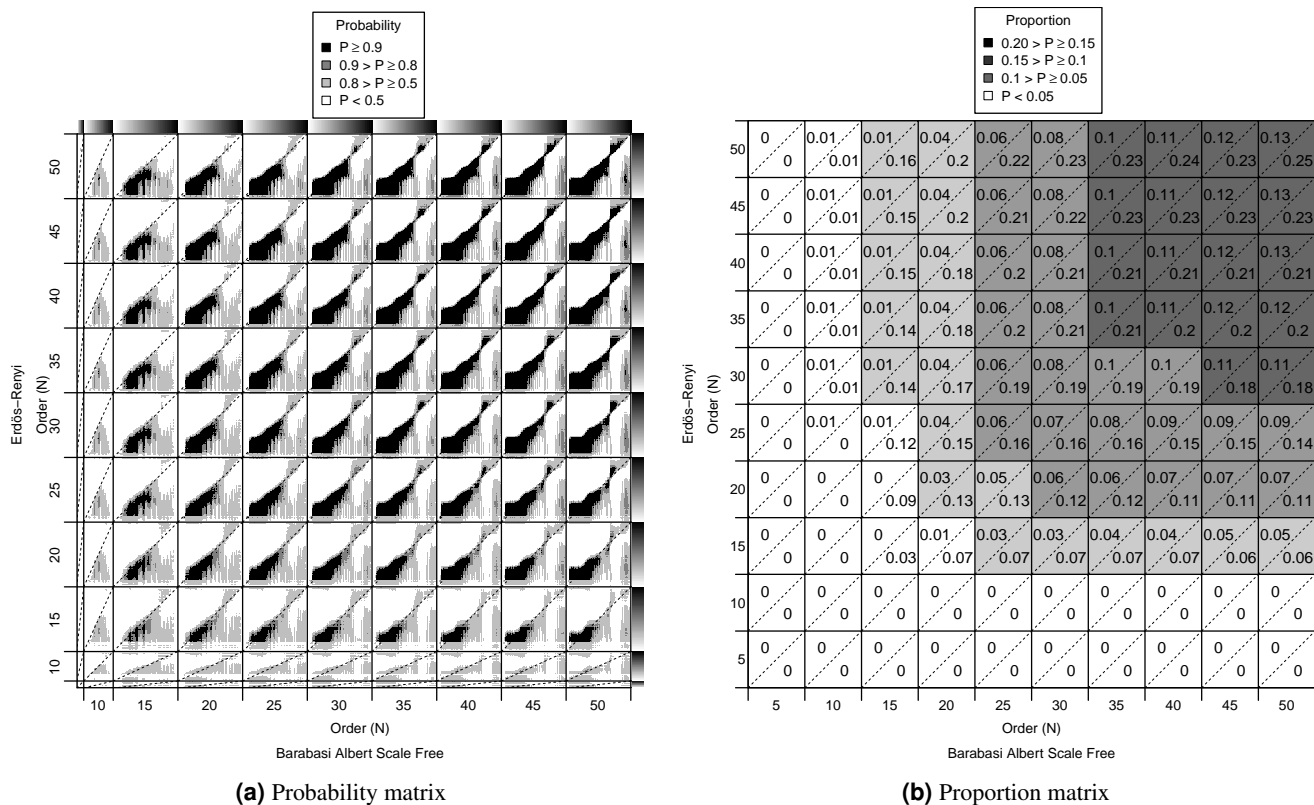 Probability
P ≥ 0.9
0.9 > P ≥ 0.8
0.8 > P ≥ 0.5
P < 0.5
50
45
40
35
30
25
20
15
10
Erdös−Renyi
Order (N)
10 15 20 25 30 35 40 45 50
Order (N)
Barabasi Albert Scale Free
(a) Probability matrix
Proportion
0.20 > P ≥ 0.15
0.15 > P ≥ 0.1
0.1 > P ≥ 0.05
P < 0.05
Erdös−Renyi
Order (N)
50
0 0.01 0.01 0.04 0.06 0.08 0.1 0.11 0.12 0.13
0 0.01 0.16 0.2 0.22 0.23 0.23 0.24 0.23 0.25
45
0 0.01 0.01 0.04 0.06 0.08 0.1 0.11 0.12 0.13
0 0.01 0.15 0.2 0.21 0.22 0.23 0.23 0.23 0.23
40
0 0.01 0.01 0.04 0.06 0.08 0.1 0.11 0.12 0.13
0 0.01 0.15 0.18 0.2 0.21 0.21 0.21 0.21 0.21
35
0 0.01 0.01 0.04 0.06 0.08 0.1 0.11 0.12 0.12
0 0.01 0.14 0.18 0.2 0.21 0.21 0.2 0.2 0.2
30
0 0.01 0.01 0.04 0.06 0.08 0.1 0.1 0.11 0.11
0 0.01 0.14 0.17 0.19 0.19 0.19 0.19 0.18 0.18
25
0 0.01 0.01 0.04 0.06 0.07 0.08 0.09 0.09 0.09
0 0 0.12 0.15 0.16 0.16 0.16 0.15 0.15 0.14
20
0 0 0 0.03 0.05 0.06 0.06 0.07 0.07 0.07
0 0 0.09 0.13 0.13 0.12 0.12 0.11 0.11 0.11
15
0 0 0 0.01 0.03 0.03 0.04 0.04 0.05 0.05
0 0 0.03 0.07 0.07 0.07 0.07 0.07 0.06 0.06
10
0 0 0 0 0 0 0 0 0 0
0 0 0 0 0 0 0 0 0 0
5
0 0 0 0 0 0 0 0 0 0
0 0 0 0 0 0 0 0 0 0
5 10 15 20 25 30 35 40 45 50
Order (N)
Barabasi Albert Scale Free
(b) Proportion matrix